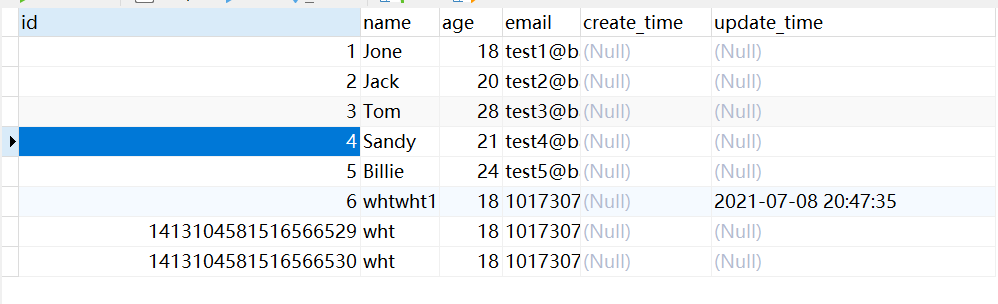 id name age email create_time update_time
1 Jone 18 test1@b (Null) (Null)
2 Jack 20 test2@b (Null) (Null)
3 Tom 28 test3@b (Null) (Null)
4 Sandy 21 test4@b (Null) (Null)
5 Billie 24 test5@b (Null) (Null)
6 whtwht1 18 1017307 (Null) 2021-07-08 20:47:35
1413104581516566529 wht 18 1017307 (Null) (Null)
1413104581516566530 wht 18 1017307 (Null) (Null)